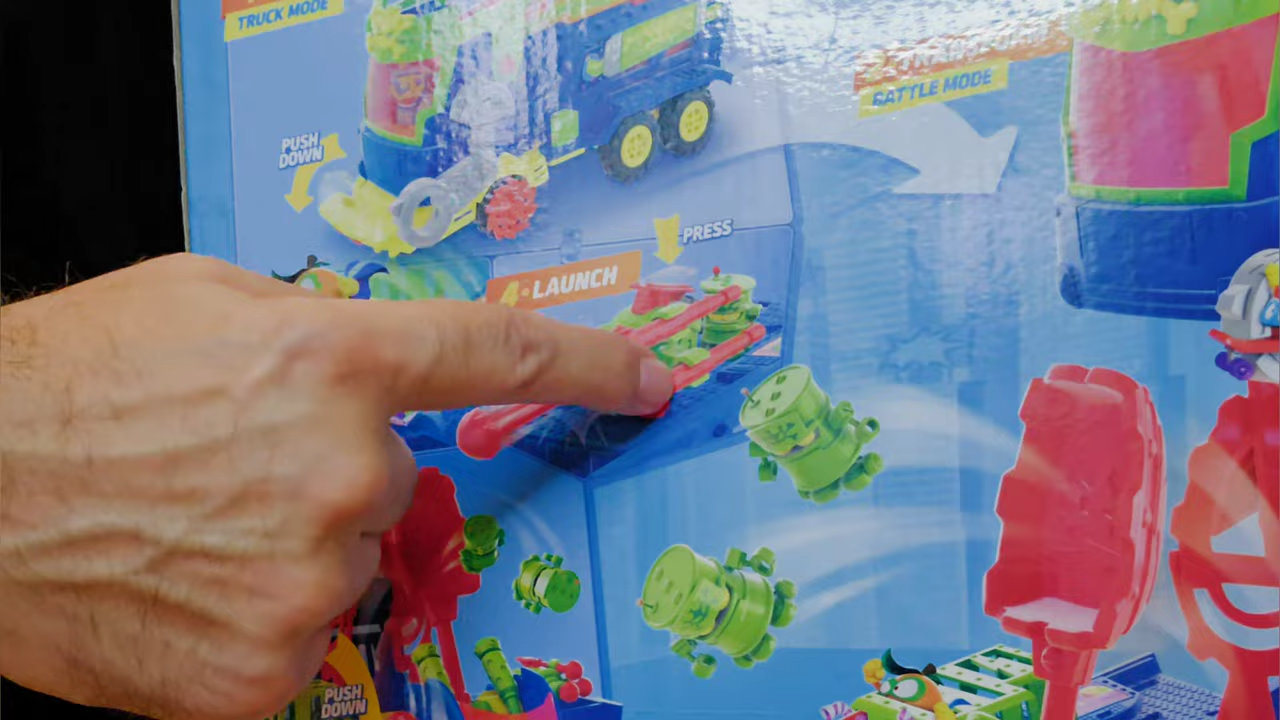 TRUCK MODE
BATTLE MODE
PUSH
DOWN
PRESS
4 • LAUNCH
PUSH
DOWN